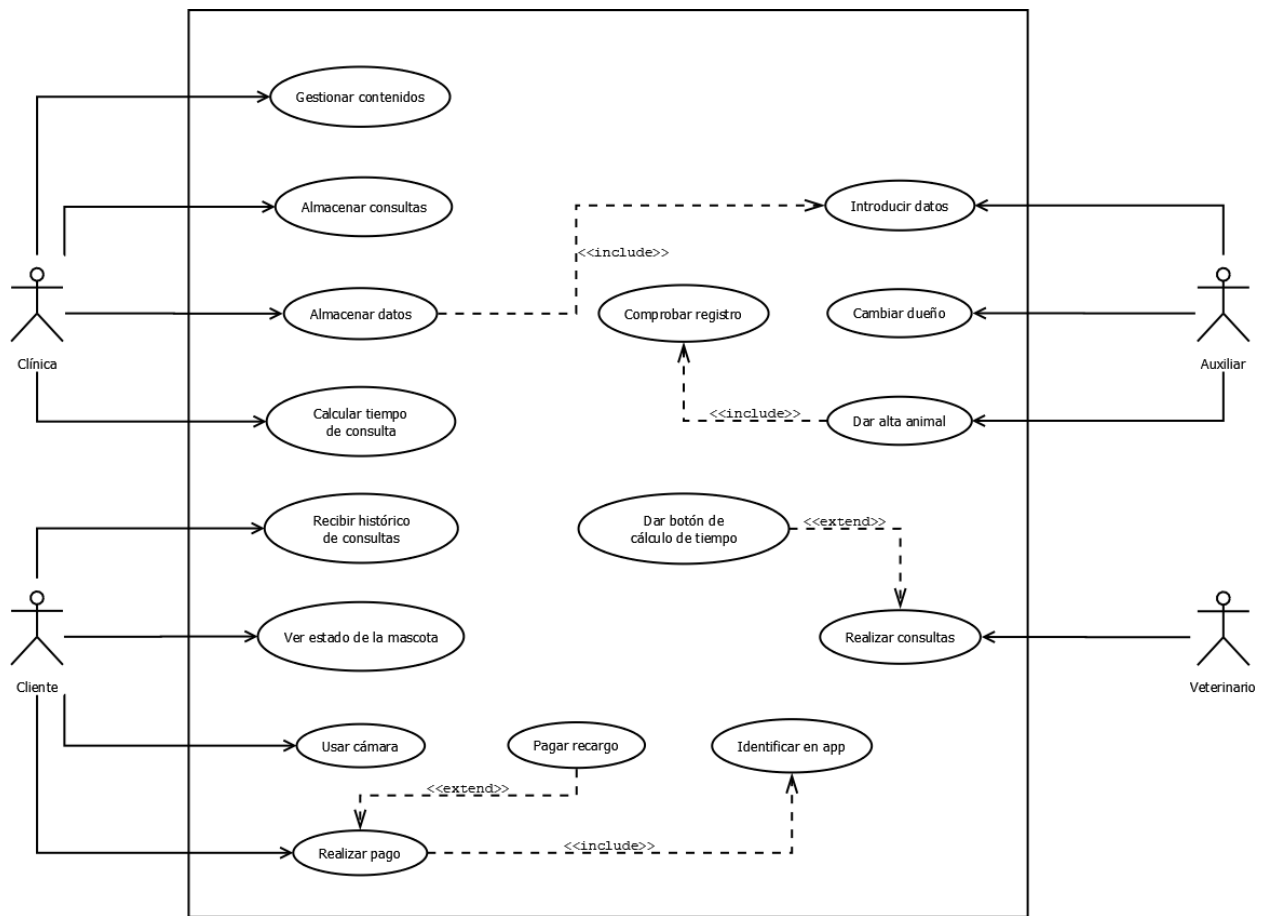 Gestionar contenidos
Almacenar consultas
Introducir datos
<<include>>
Almacenar datos
Comprobar registro
Cambiar dueño
Clínica
Auxiliar
Calcular tiempo
de consulta
<<include>>
Dar alta animal
Recibir histórico
de consultas
Dar botón de
cálculo de tiempo
<<extend>>
Ver estado de la mascota
Realizar consultas
Cliente
Veterinario
Usar cámara
Pagar recargo
Identificar en app
<<extend>>
Realizar pago
<<include>>